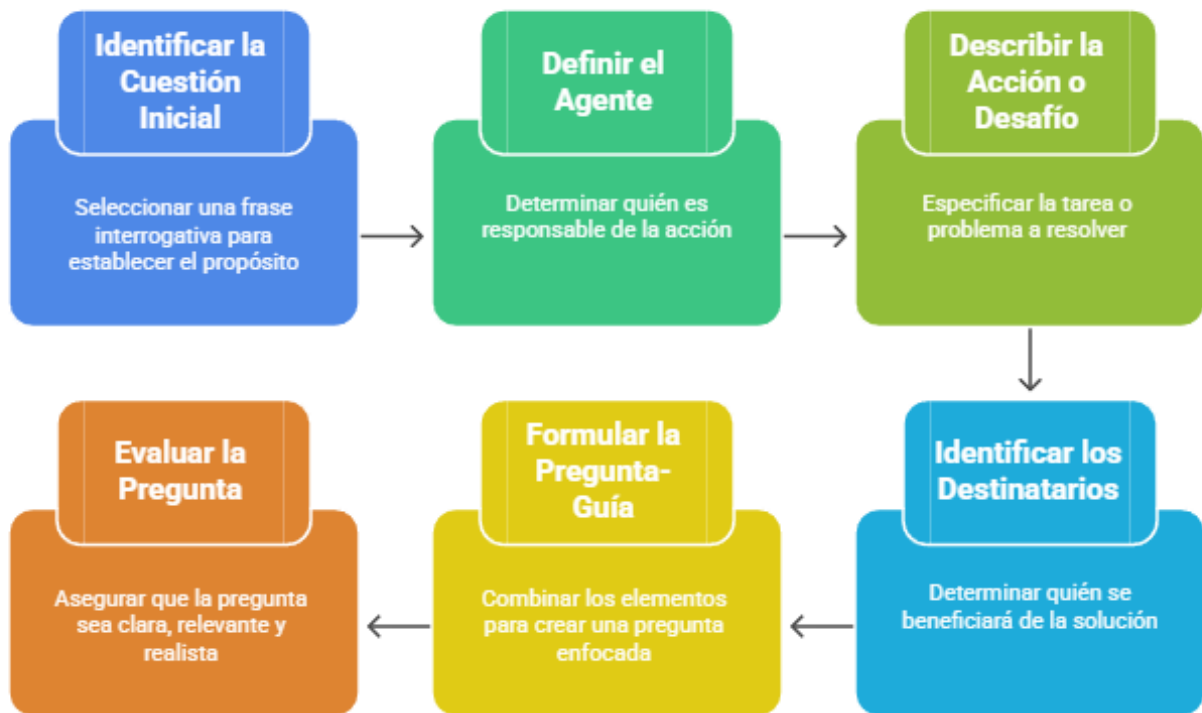 Identificar la
Cuestión
Inicial
Seleccionar una frase
interrogativa para
establecer el propósito
Definir el
Agente
Determinar quién es
responsable de la acción
Describir la
Acción o
Desafío
Especificar la tarea o
problema a resolver
Identificar los
Destinatarios
Determinar quién se
beneficiará de la solución
Formular la
Pregunta-
Guía
Combinar los elementos
para crear una pregunta
enfocada
Evaluar la
Pregunta
Asegurar que la pregunta
sea clara, relevante y
realista